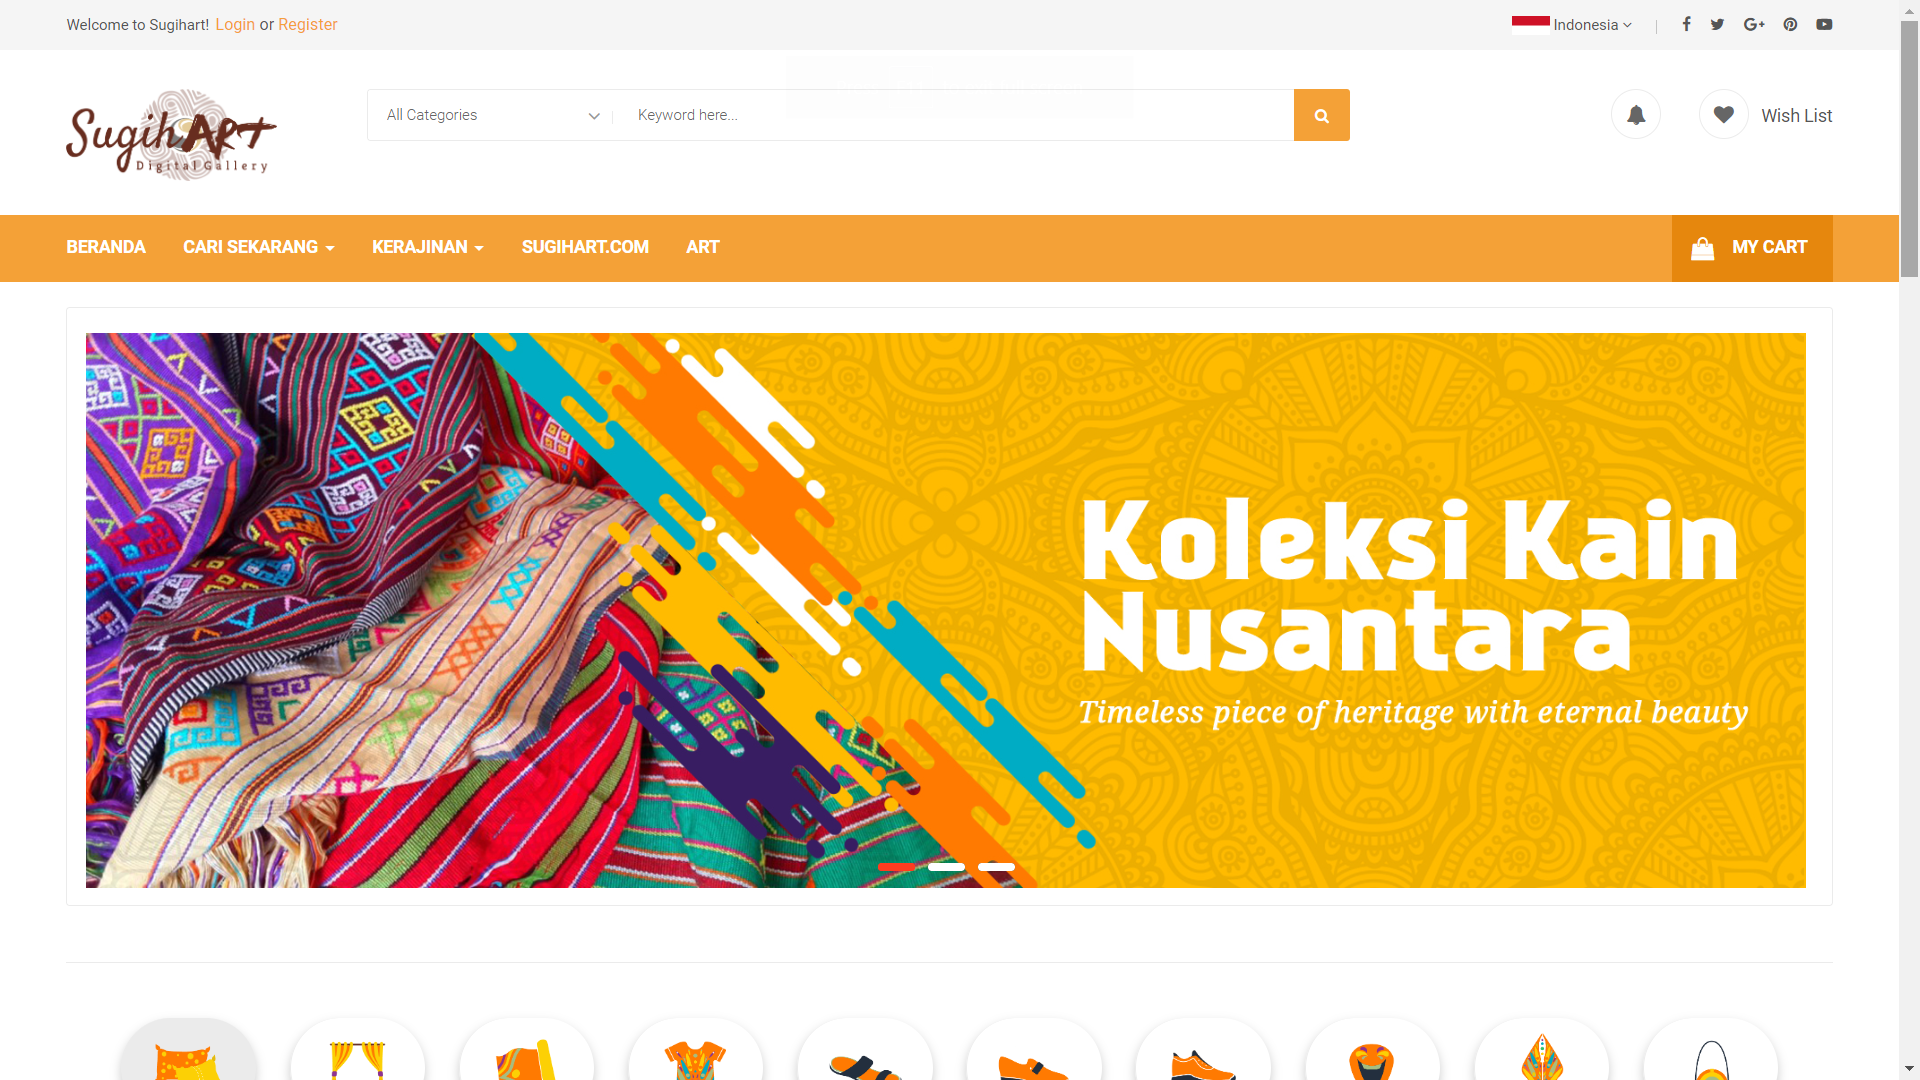 Welcome to Sugihart! Login or Register
Indonesia
SugihART
Digital Gallery
All Categories
Keyword here...
Wish List
BERANDA
CARI SEKARANG
KERAJINAN
SUGIHART.COM
ART
MY CART
Koleksi Kain
Nusantara
Timeless piece of heritage with eternal beauty